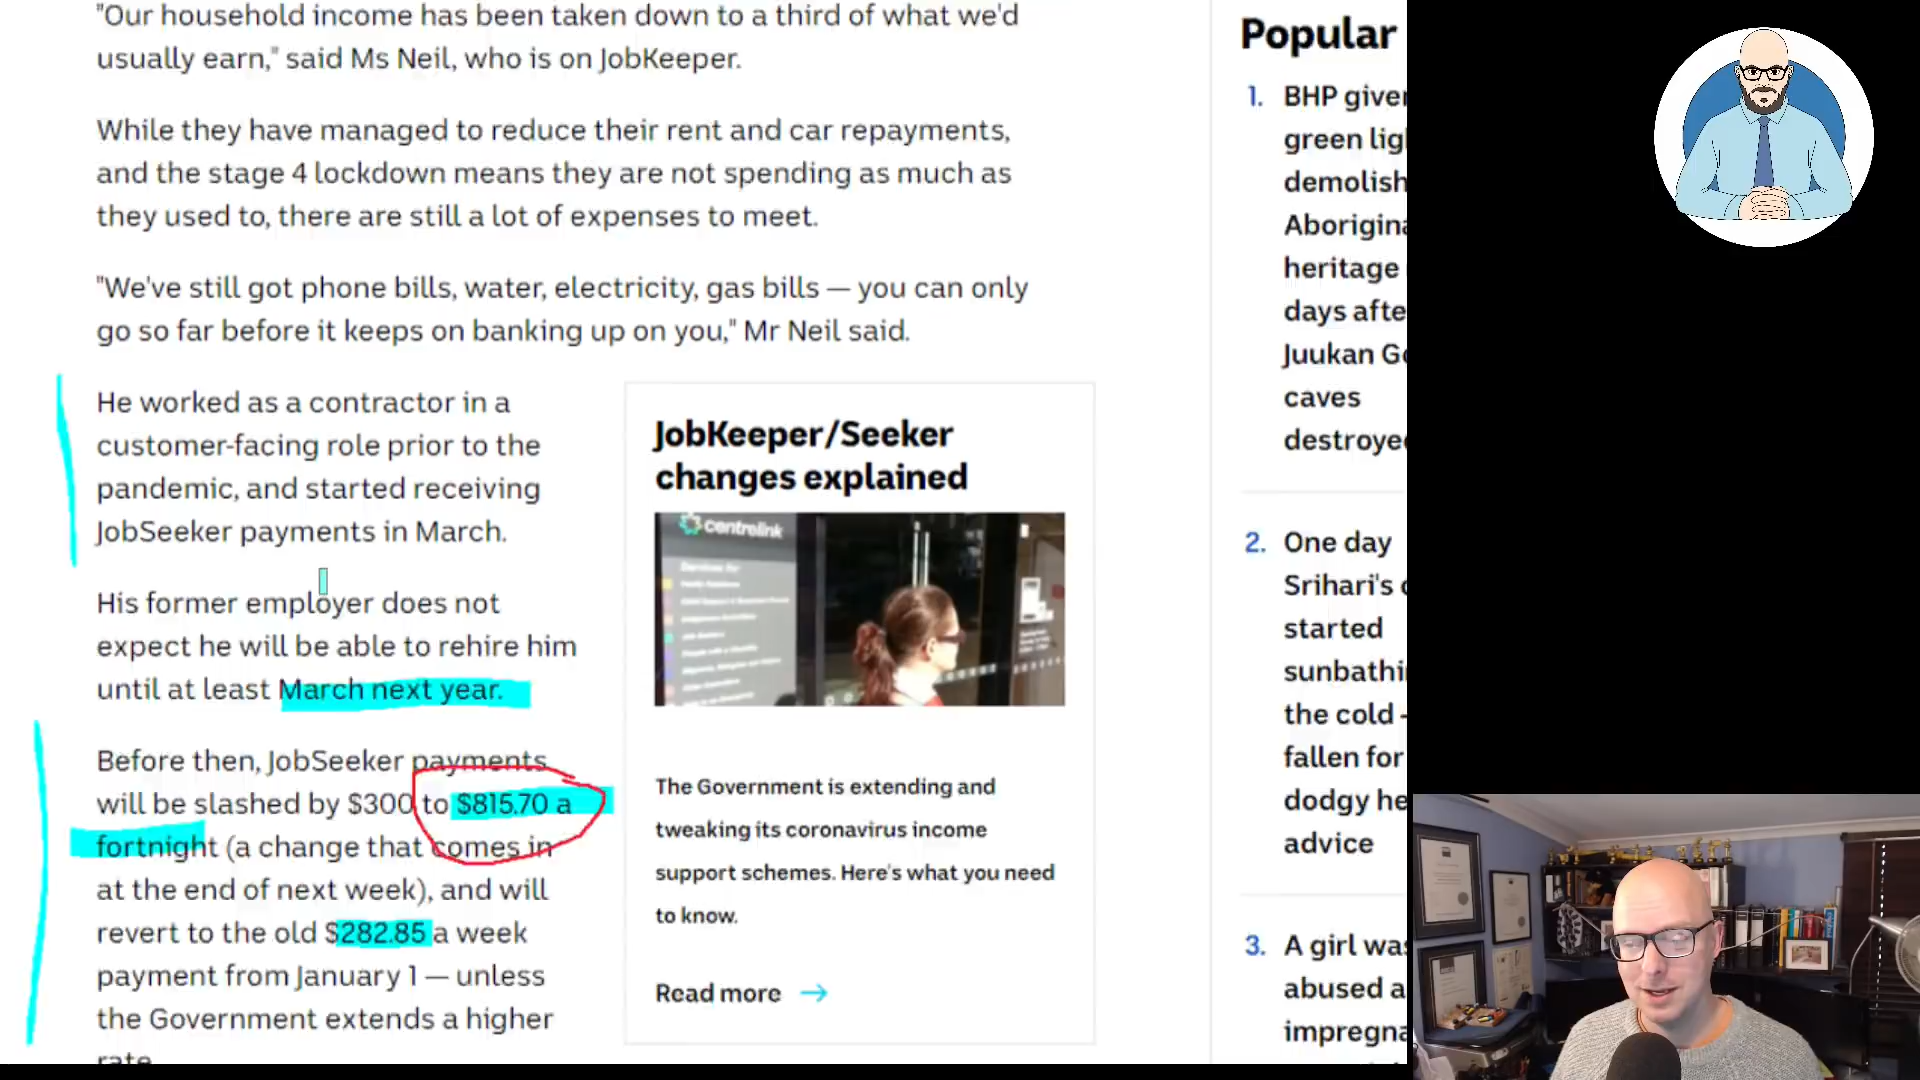 "Our household income has been taken down to a third of what we'd
usually earn," said Ms Neil, who is on JobKeeper.
While they have managed to reduce their rent and car repayments,
and the stage 4 lockdown means they are not spending as much as
they used to, there are still a lot of expenses to meet.
"We've still got phone bills, water, electricity, gas bills — you can only
go so far before it keeps on banking up on you," Mr Neil said.
He worked as a contractor in a
customer-facing role prior to the
pandemic, and started receiving
JobSeeker payments in March.
His former employer does not
expect he will be able to rehire him
until at least March next year.
Before then, JobSeeker payments
will be slashed by $300 to $815.70 a
fortnight (a change that comes in
at the end of next week), and will
revert to the old $282.85 a week
payment from January 1 — unless
the Government extends a higher
rate
JobKeeper/Seeker
changes explained
centrelink
The Government is extending and
tweaking its coronavirus income
support schemes. Here's what you need
to know.
Read more →
Popular
1. BHP given
green lig
demolish
Aborigina
heritage
days afte
Juukan Go
caves
destroyed
2. One day
Srihari's
started
sunbathi
the cold -
fallen for
dodgy he
advice
3. A girl was
abused a
impregna